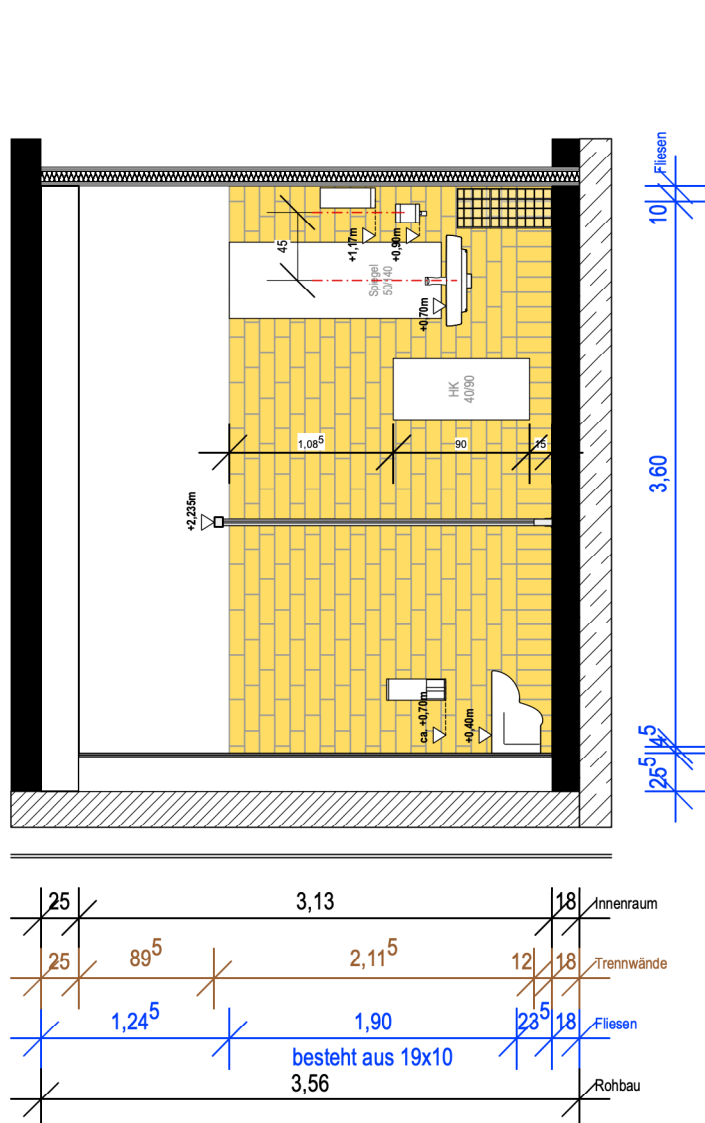 Fliesen
10
3,60
4,5
25⁵
45
+1,17m
+0,90m
Spiegel
50/140
+0,70m
HK
40/90
1,08⁵
90
15
+2,235m
ca. +0,70m
+0,40m
25
3,13
18
Innenraum
25
89⁵
2,11⁵
12
18
Trennwände
1,24⁵
1,90
23⁵
18
Fliesen
besteht aus 19x10
3,56
Rohbau